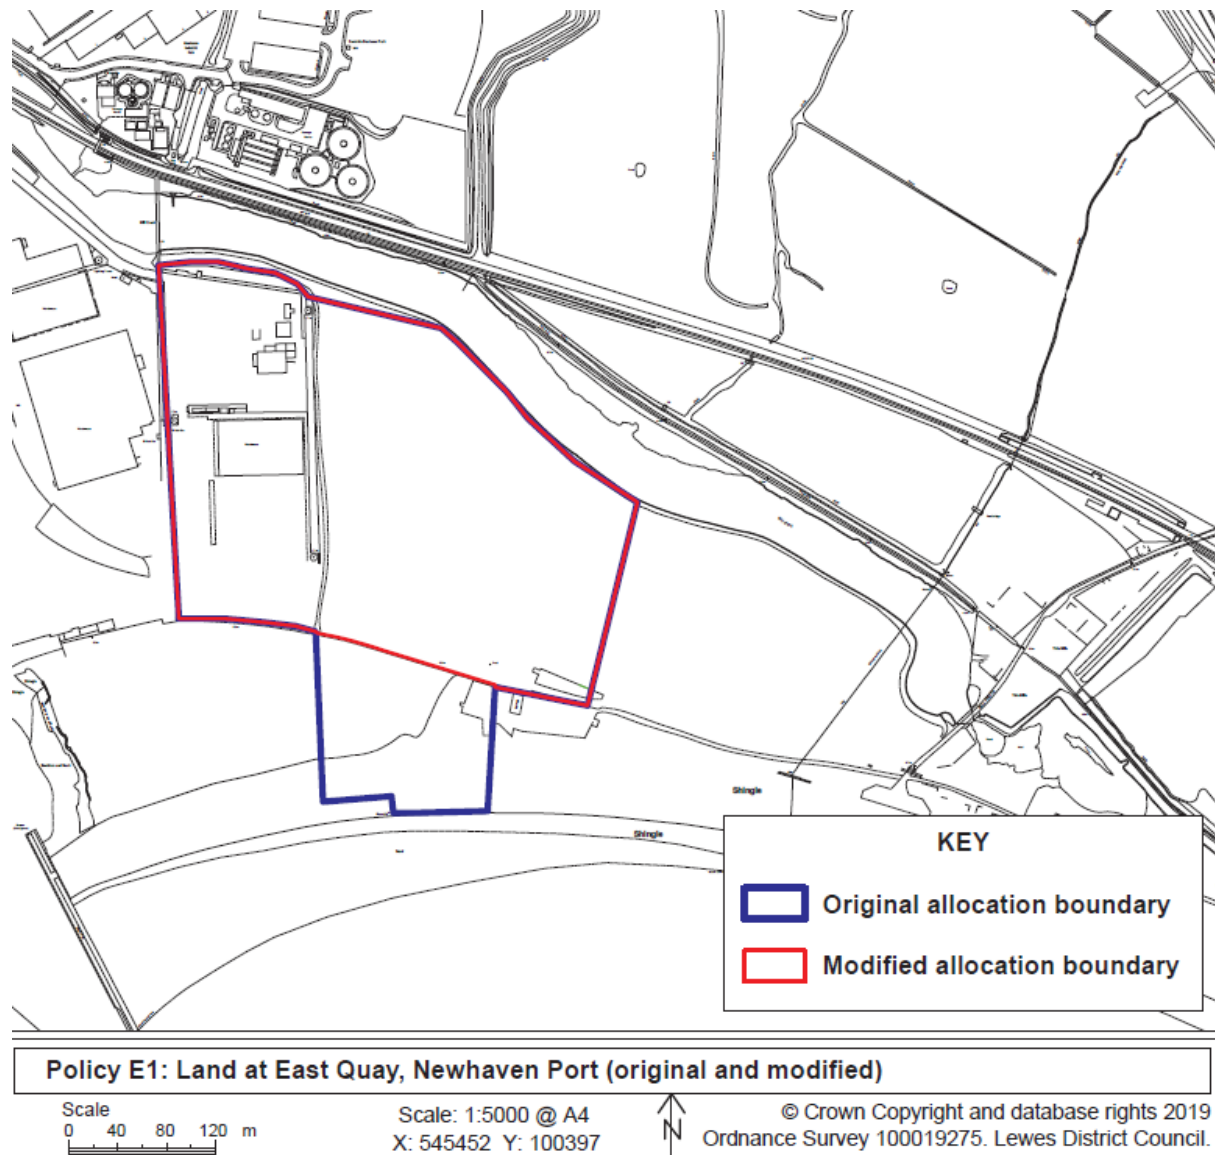 Shingle
Shingle
KEY
Original allocation boundary
Modified allocation boundary
Policy E1: Land at East Quay, Newhaven Port (original and modified)
Scale
0 40 80 120 m
Scale: 1:5000 @ A4
X: 545452 Y: 100397
N
© Crown Copyright and database rights 2019
Ordnance Survey 100019275. Lewes District Council.